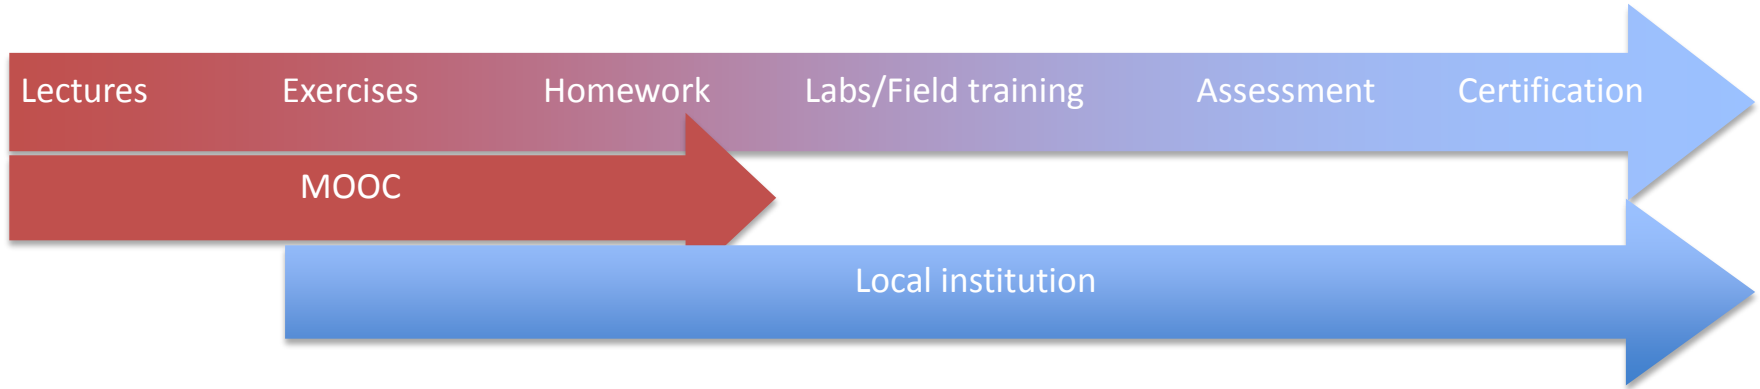 Lectures Exercises Homework Labs/Field training Assessment Certification
MOOC
Local institution